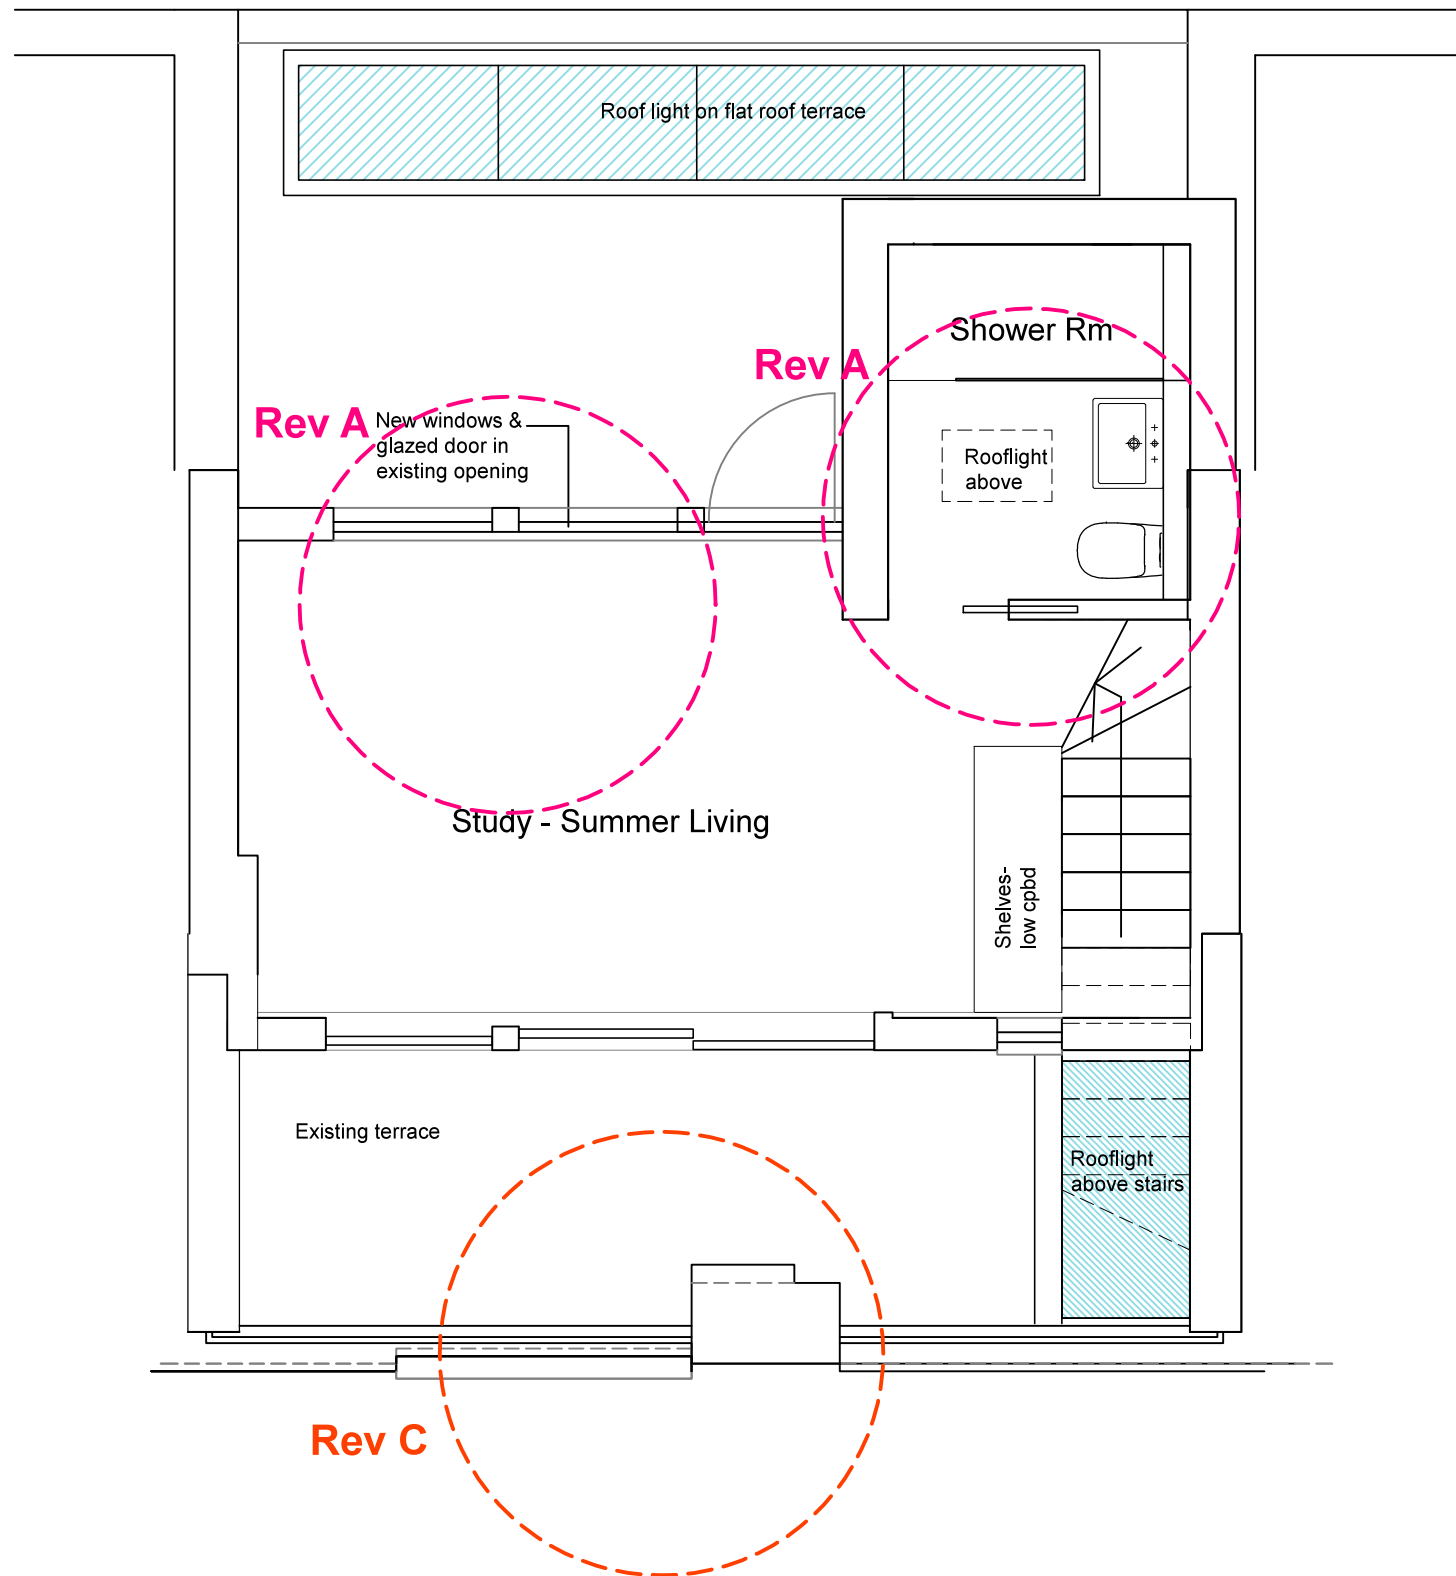 Roof light on flat roof terrace
Shower Rm
Rev A
Rev A
New windows &
glazed door in
existing opening
Rooflight
above
Study - Summer Living
Shelves-
low cpbd
Existing terrace
Rooflight
above stairs
Rev C